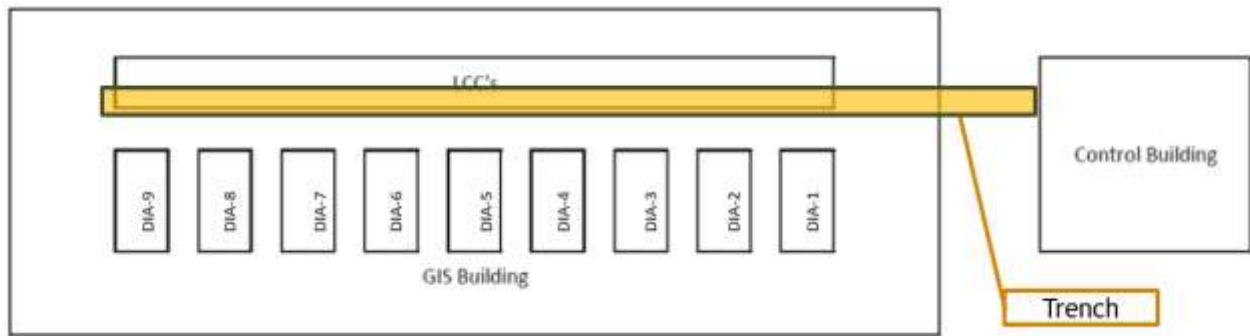 LCC's
Control Building
DIA-9
DIA-8
DIA-7
DIA-6
DIA-5
DIA-4
DIA-3
DIA-2
DIA-1
GIS Building
Trench